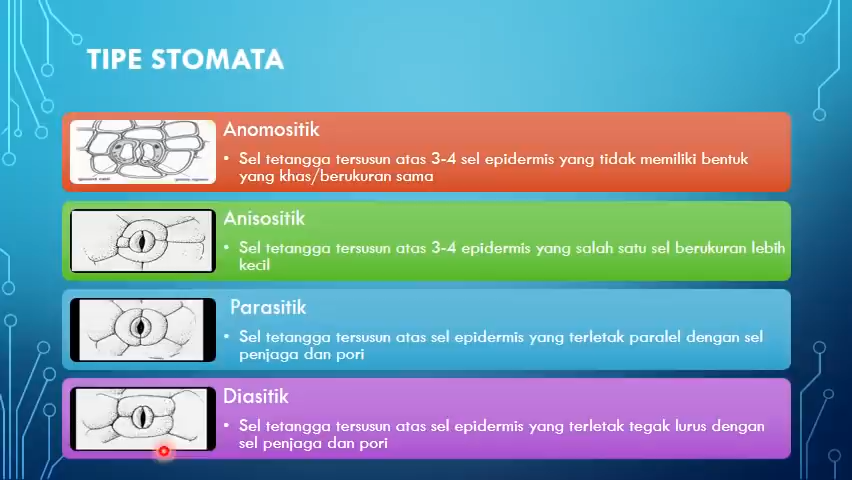 TIPE STOMATA
Anomositik
• Sel tetangga tersusun atas 3-4 sel epidermis yang tidak memiliki bentuk
yang khas/berukuran sama
Anisositik
• Sel tetangga tersusun atas 3-4 epidermis yang salah satu sel berukuran lebih
kecil
Parasitik
• Sel tetangga tersusun atas sel epidermis yang terletak paralel dengan sel
penjaga dan pori
Diasitik
• Sel tetangga tersusun atas sel epidermis yang terletak tegak lurus dengan
sel penjaga dan pori